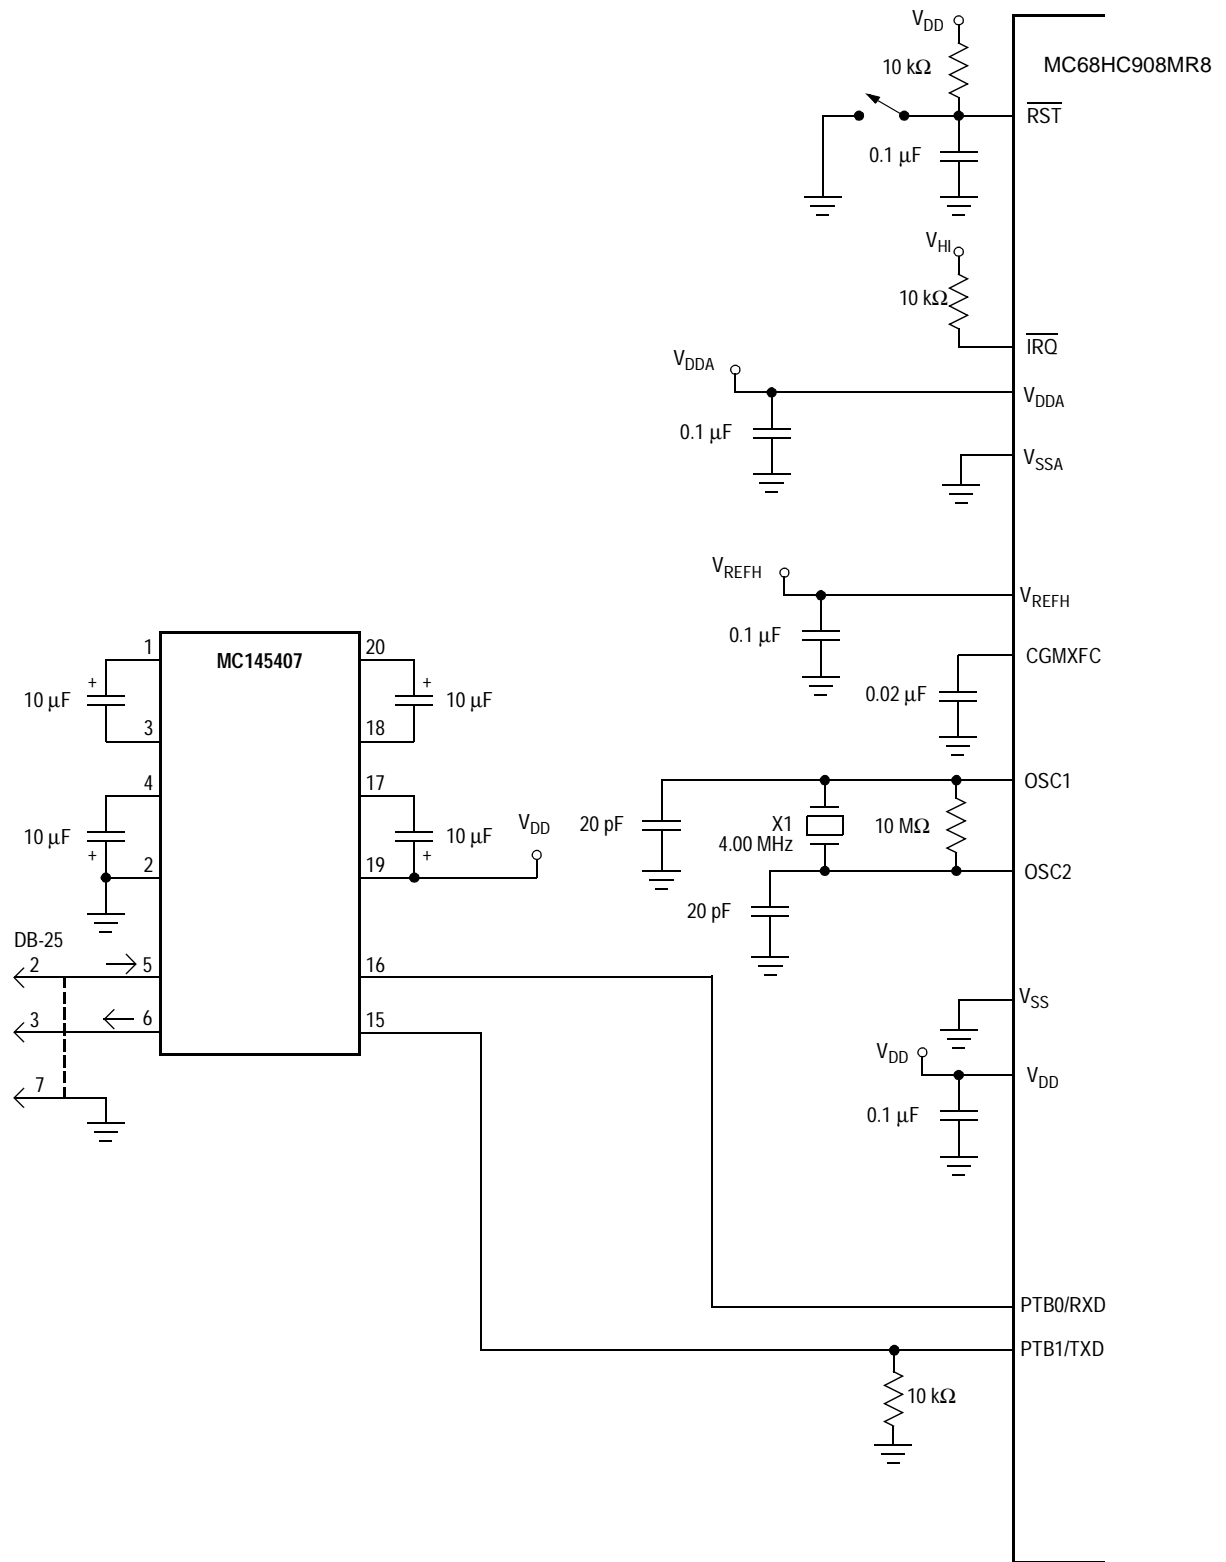 V_DD
10 kΩ
MC68HC908MR8
RST
0.1 µF
V_HI
10 kΩ
IRQ
V_DDA
V_DDA
0.1 µF
V_SSA
V_REFH
V_REFH
0.1 µF
CGMXFC
0.02 µF
1 MC145407 20
10 µF + + 10 µF
3 18
4 17
10 µF + + 10 µF
V_DD
2 19
OSC1
20 pF
X1
4.00 MHz
10 MΩ
OSC2
20 pF
DB-25
2 5 16
3 6 15
7
V_SS
V_DD
V_DD
0.1 µF
PTB0/RXD
PTB1/TXD
10 kΩ